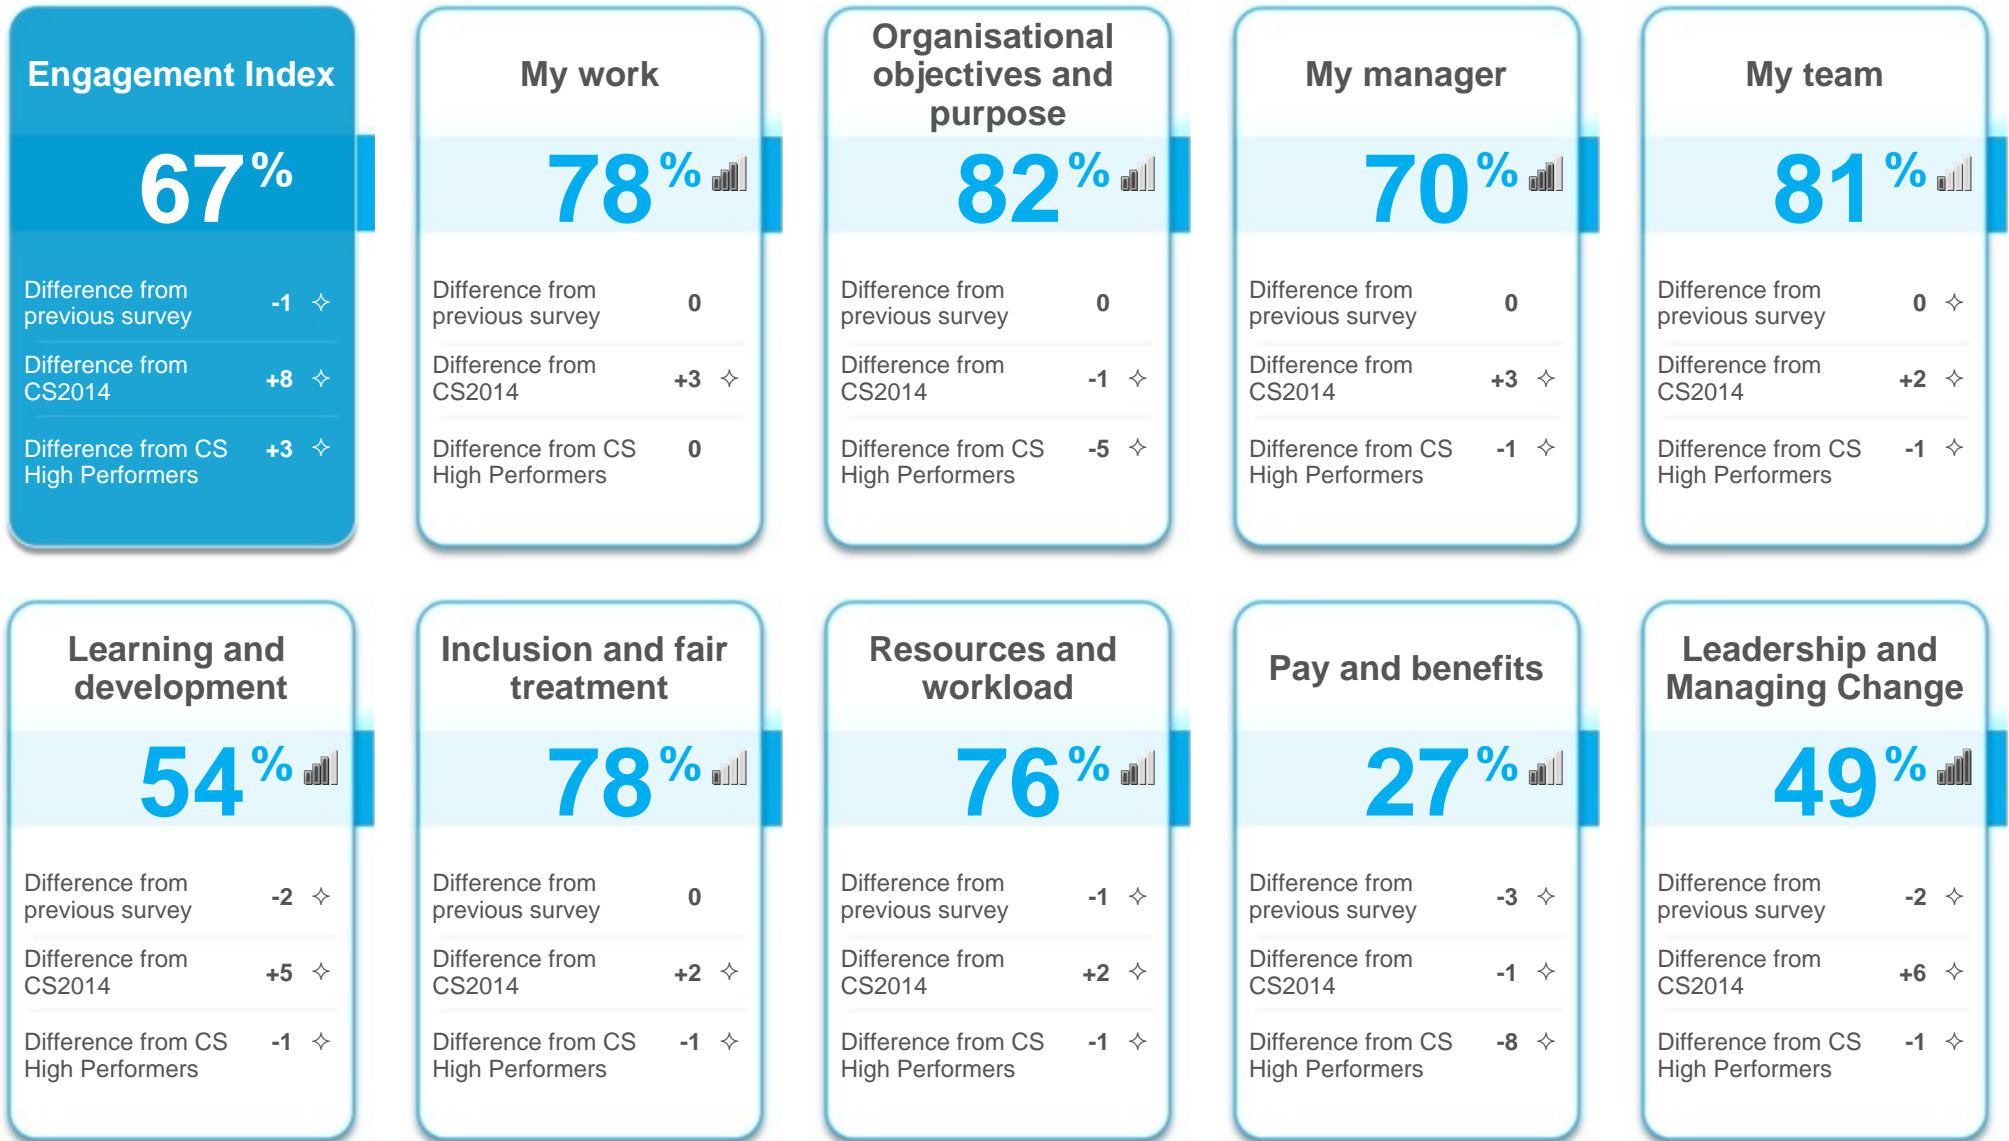 Engagement Index
67%
Difference from
previous survey
-1 ✧
Difference from
CS2014
+8 ✧
Difference from CS
High Performers
+3 ✧
My work
78%
Difference from
previous survey
0
Difference from
CS2014
+3 ✧
Difference from CS
High Performers
0
Organisational
objectives and
purpose
82%
Difference from
previous survey
0
Difference from
CS2014
-1 ✧
Difference from CS
High Performers
-5 ✧
My manager
70%
Difference from
previous survey
0
Difference from
CS2014
+3 ✧
Difference from CS
High Performers
-1 ✧
My team
81%
Difference from
previous survey
0 ✧
Difference from
CS2014
+2 ✧
Difference from CS
High Performers
-1 ✧
Learning and
development
54%
Difference from
previous survey
-2 ✧
Difference from
CS2014
+5 ✧
Difference from CS
High Performers
-1 ✧
Inclusion and fair
treatment
78%
Difference from
previous survey
0
Difference from
CS2014
+2 ✧
Difference from CS
High Performers
-1 ✧
Resources and
workload
76%
Difference from
previous survey
-1 ✧
Difference from
CS2014
+2 ✧
Difference from CS
High Performers
-1 ✧
Pay and benefits
27%
Difference from
previous survey
-3 ✧
Difference from
CS2014
-1 ✧
Difference from CS
High Performers
-8 ✧
Leadership and
Managing Change
49%
Difference from
previous survey
-2 ✧
Difference from
CS2014
+6 ✧
Difference from CS
High Performers
-1 ✧